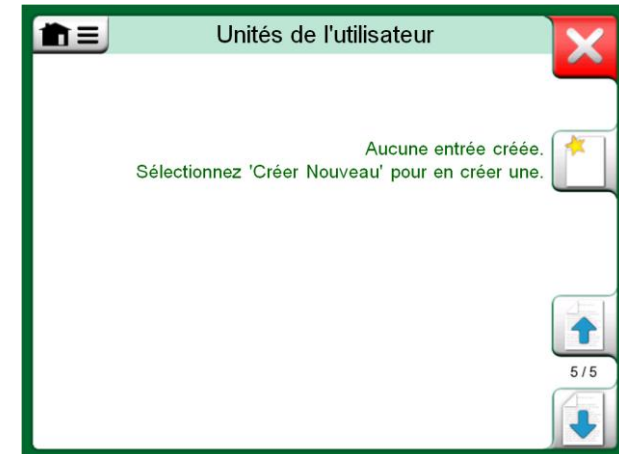 Unités de l'utilisateur
Aucune entrée créée.
Sélectionnez 'Créer Nouveau' pour en créer une.
5 / 5